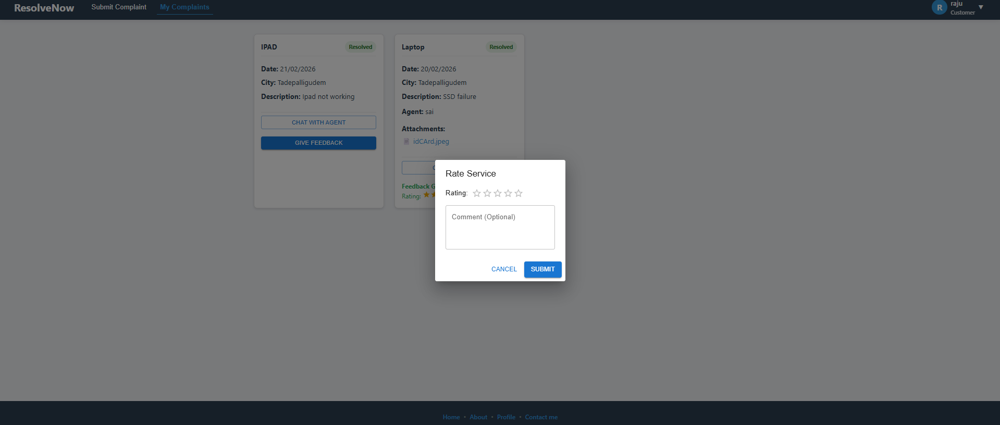 ResolveNow Submit Complaint My Complaints
R raju ▼
Customer
IPAD Resolved
Date: 21/02/2026
City: Tadepalligudem
Description: Ipad not working
CHAT WITH AGENT
GIVE FEEDBACK
Laptop Resolved
Date: 20/02/2026
City: Tadepalligudem
Description: SSD failure
Agent: sai
Attachments:
idCArd.jpeg
Feedback G
Rating:
Rate Service
Rating:
Comment (Optional)
CANCEL SUBMIT
Home • About • Profile • Contact me